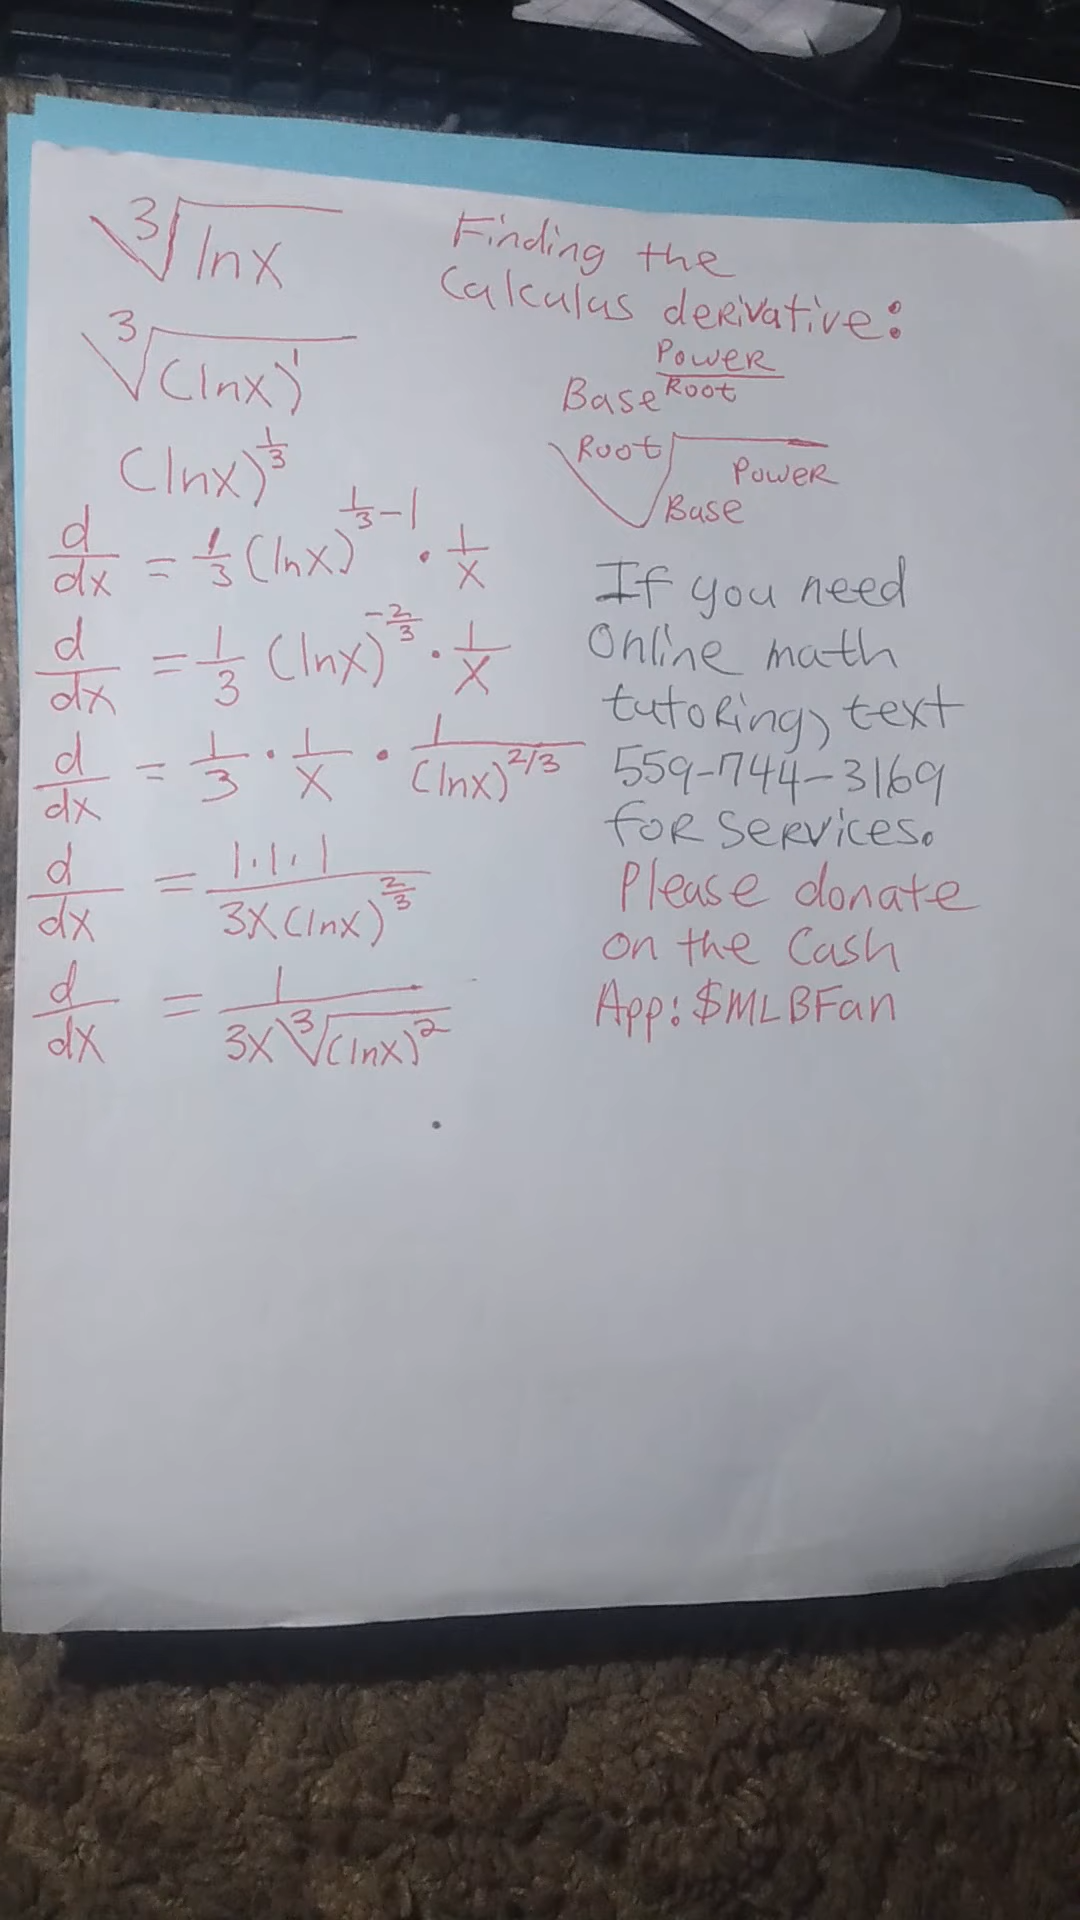 ∛lnx
∛(lnx)¹
(lnx)^(1/3)
d/dx = 1/3 (lnx)^(1/3 - 1) · 1/x
d/dx = 1/3 (lnx)^(-2/3) · 1/x
d/dx = 1/3 · 1/x · 1/(lnx)^(2/3)
d/dx = 1·1·1/3x(lnx)^(2/3)
d/dx = 1/3x∛(lnx)²
Finding the
Calculus derivative:
Base^(Power/Root)
Root
Power
Base
If you need
Online math
tutoring, text
559-744-3169
for services.
Please donate
on the Cash
App: $MLBFan